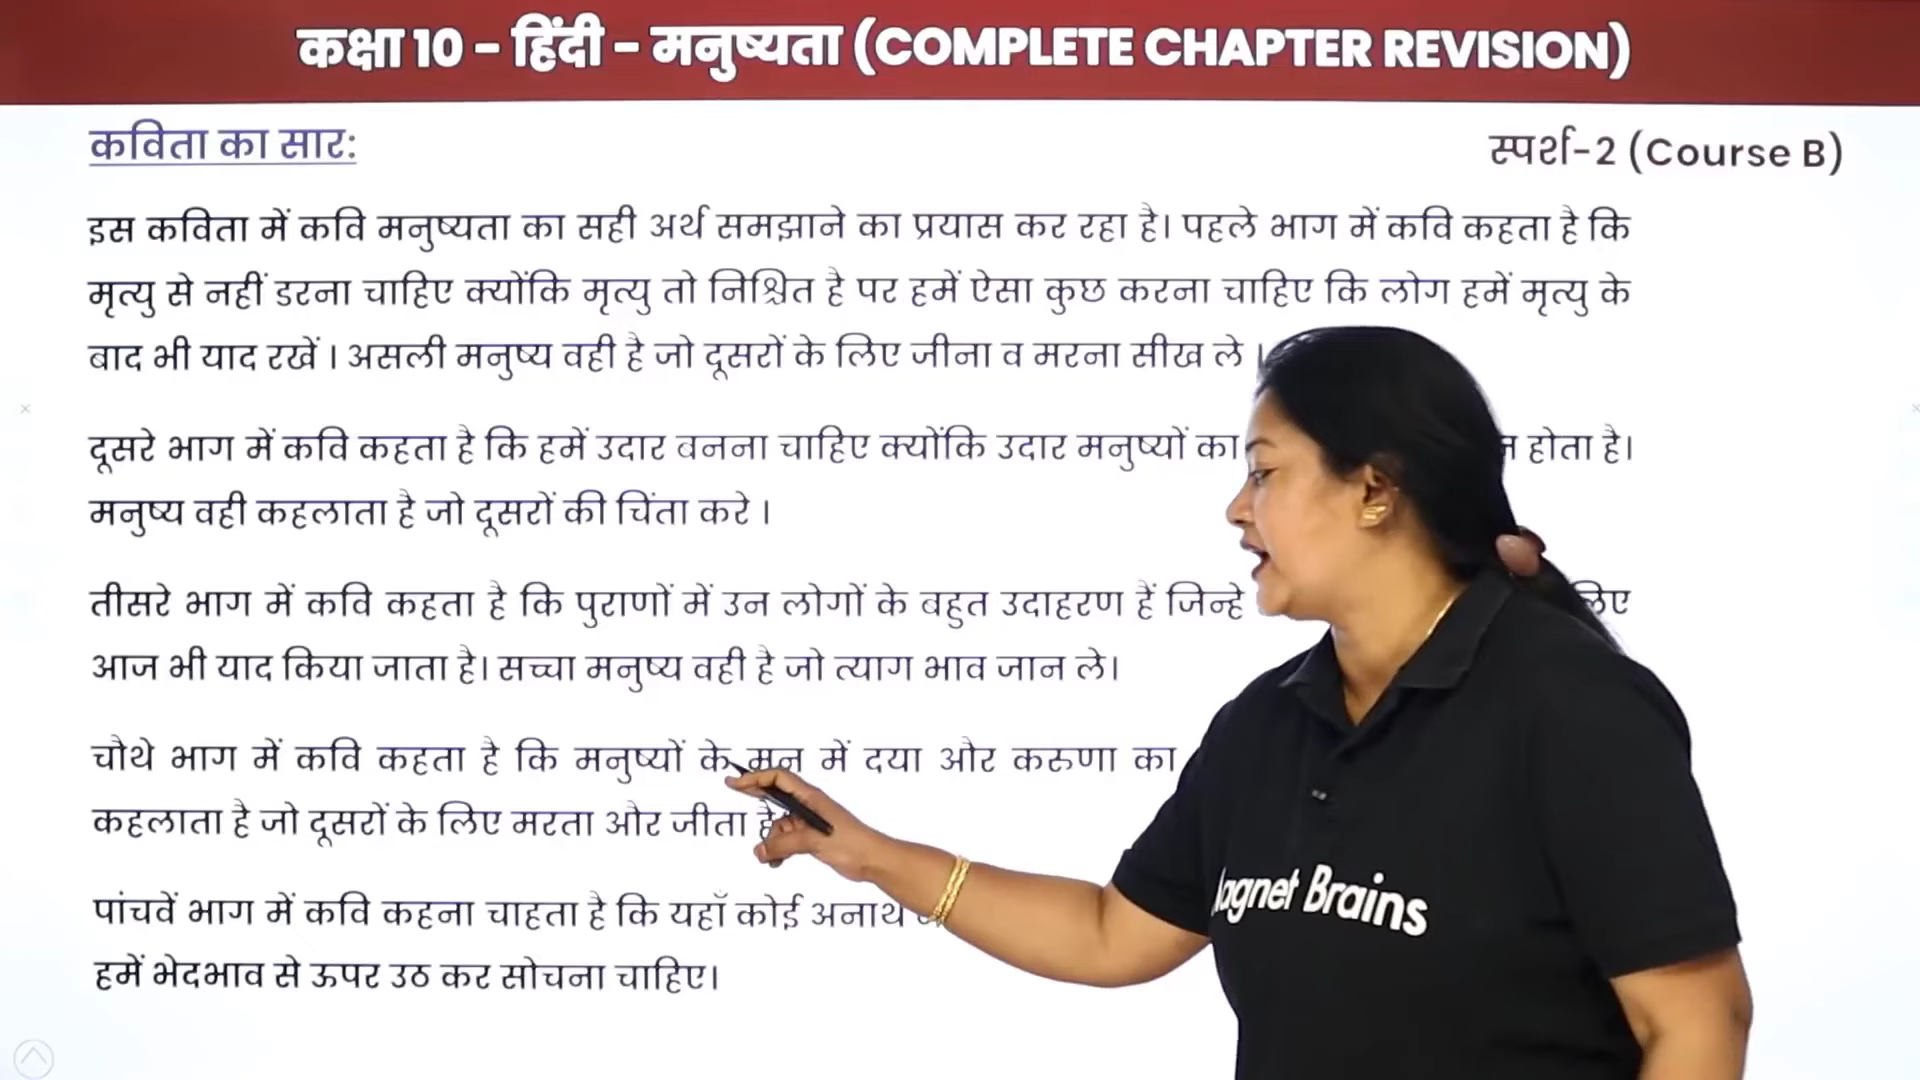 कक्षा 10 - हिंदी - मनुष्यता (COMPLETE CHAPTER REVISION)
कविता का सार:
स्पर्श-2 (Course B)
इस कविता में कवि मनुष्यता का सही अर्थ समझाने का प्रयास कर रहा है। पहले भाग में कवि कहता है कि
मृत्यु से नहीं डरना चाहिए क्योंकि मृत्यु तो निश्चित है पर हमें ऐसा कुछ करना चाहिए कि लोग हमें मृत्यु के
बाद भी याद रखें । असली मनुष्य वही है जो दूसरों के लिए जीना व मरना सीख ले ।
दूसरे भाग में कवि कहता है कि हमें उदार बनना चाहिए क्योंकि उदार मनुष्यों का होता है।
मनुष्य वही कहलाता है जो दूसरों की चिंता करे ।
तीसरे भाग में कवि कहता है कि पुराणों में उन लोगों के बहुत उदाहरण हैं जिन्हे
आज भी याद किया जाता है। सच्चा मनुष्य वही है जो त्याग भाव जान ले।
चौथे भाग में कवि कहता है कि मनुष्यों के मन में दया और करुणा का
कहलाता है जो दूसरों के लिए मरता और जीता है
पांचवें भाग में कवि कहना चाहता है कि यहाँ कोई अनाथ
हमें भेदभाव से ऊपर उठ कर सोचना चाहिए।
Brains